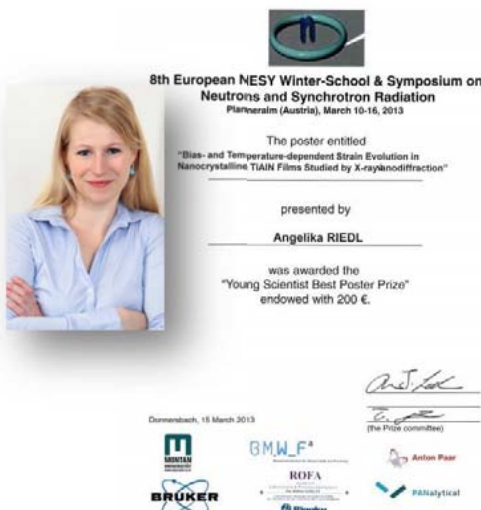 8th European NESY Winter-School & Symposium on
Neutrons and Synchrotron Radiation
Planneralm (Austria), March 10-16, 2013
The poster entitled
"Bias- and Temperature-dependent Strain Evolution in
Nanocrystalline TiAlN Films Studied by X-ray
presented by
Angelika RIEDL
was awarded the
"Young Scientist Best Poster Prize"
endowed with 200 €.
Donnersbach, 15 March 2013
(the Prize committee)
MONTAN
BM.W_Fª
Anton Paar
ROFA
BRUKER
PANalytical